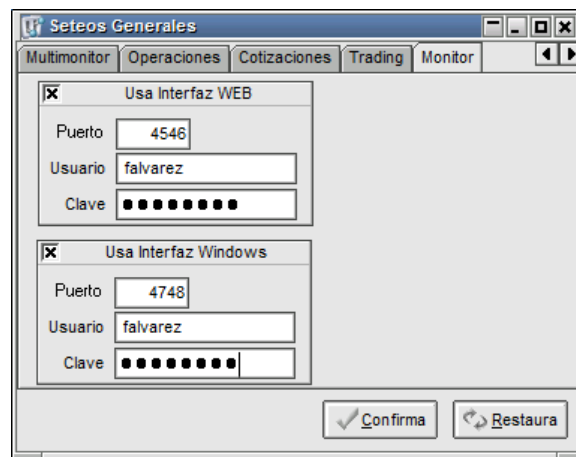 Seteos Generales
Multimonitor Operaciones Cotizaciones Trading Monitor
Usa Interfaz WEB
Puerto 4546
Usuario falvarez
Clave ●●●●●●●●
Usa Interfaz Windows
Puerto 4748
Usuario falvarez
Clave ●●●●●●●●
Confirma Restaura